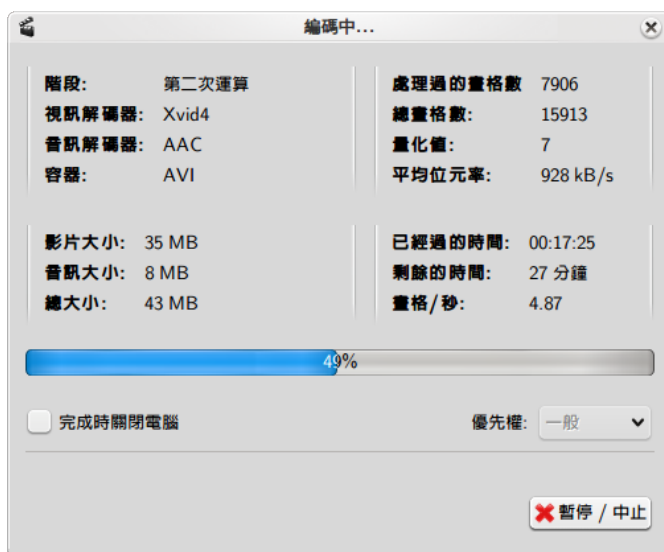 編碼中...
階段: 第二次運算
視訊解碼器: Xvid4
音訊解碼器: AAC
容器: AVI
處理過的畫格數 7906
總畫格數: 15913
量化值: 7
平均位元率: 928 kB/s
影片大小: 35 MB
音訊大小: 8 MB
總大小: 43 MB
已經過的時間: 00:17:25
剩餘的時間: 27 分鐘
畫格/秒: 4.87
49%
完成時關閉電腦
優先權: 一般
暫停 / 中止